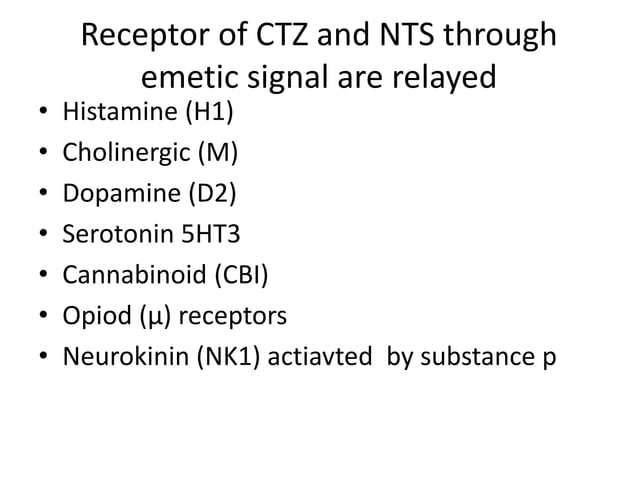 Receptor of CTZ and NTS through
emetic signal are relayed
• Histamine (H1)
• Cholinergic (M)
• Dopamine (D2)
• Serotonin 5HT3
• Cannabinoid (CBI)
• Opiod (μ) receptors
• Neurokinin (NK1) actiavted  by substance p